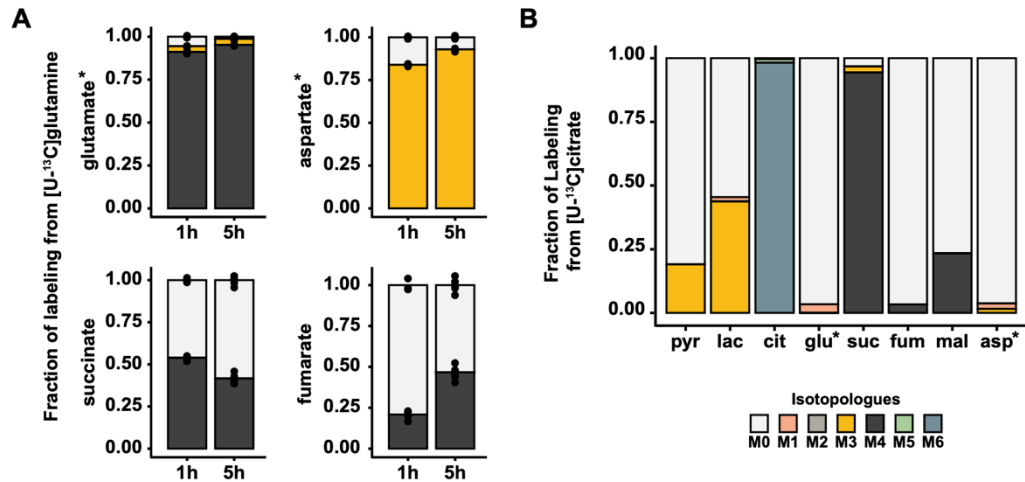 A
Fraction of labeling from [U-¹³C]glutamine
glutamate*
1.00
0.75
0.50
0.25
0.00
1h 5h
aspartate*
1.00
0.75
0.50
0.25
0.00
1h 5h
succinate
1.00
0.75
0.50
0.25
0.00
1h 5h
fumarate
1.00
0.75
0.50
0.25
0.00
1h 5h
B
Fraction of Labeling
from [U-¹³C]citrate
1.00
0.75
0.50
0.25
0.00
pyr lac cit glu* suc fum mal asp*
Isotopologues
M0 M1 M2 M3 M4 M5 M6